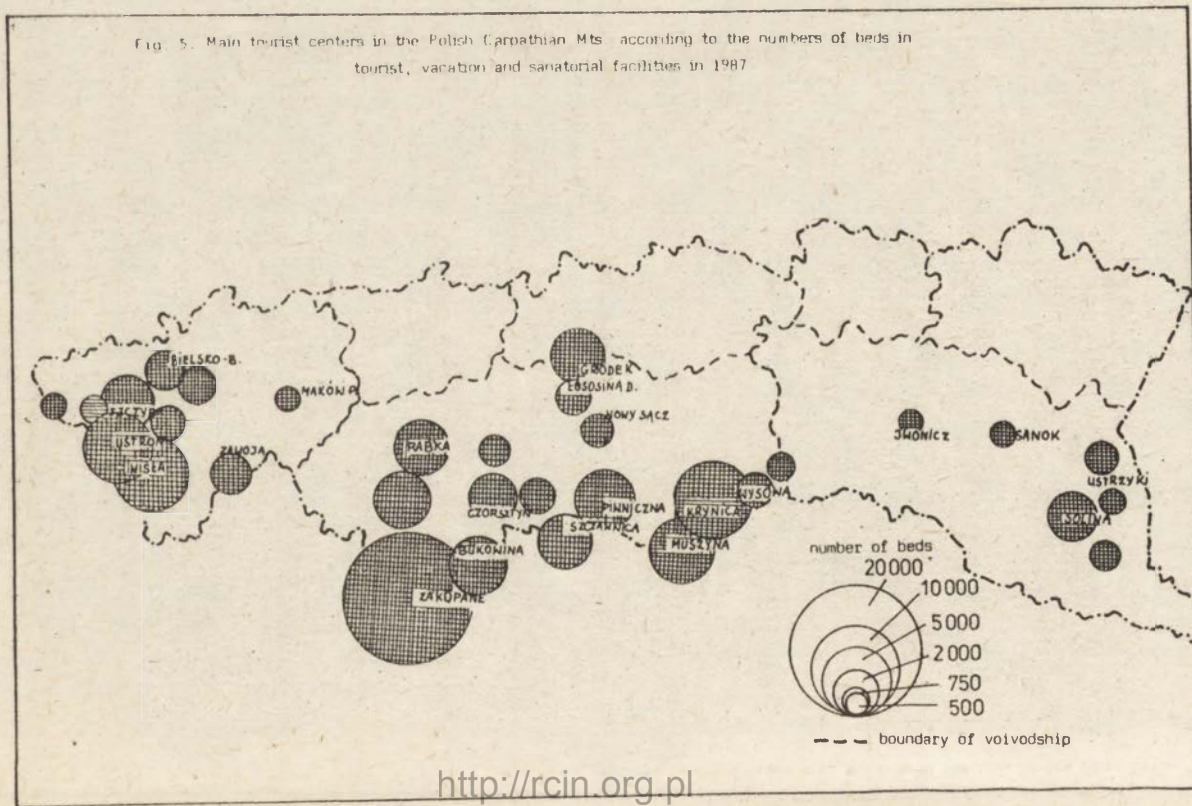 Fig. 5. Main tourist centers in the Polish Carpathian Mts according to the numbers of beds in
tourist, vacation and sanatorial facilities in 1987
BIELSKO-B.
MAKÓW P.
SZCZYRK
USTROŃ
WISŁA
ZAWOJA
GRÓDEK
ŁOSOSINA D.
NOWY SĄCZ
RABKA
CZORSZTYN
PIWNICZNA
SZCZAWNICA
BUKOWINA
ZAKOPANE
KRYNICA
WYSOWA
MUSZYNA
IWONICZ
SANOK
USTRZYKI
SOLINA
number of beds
20000
10000
5000
2000
750
500
boundary of voivodship
http://rcin.org.pl